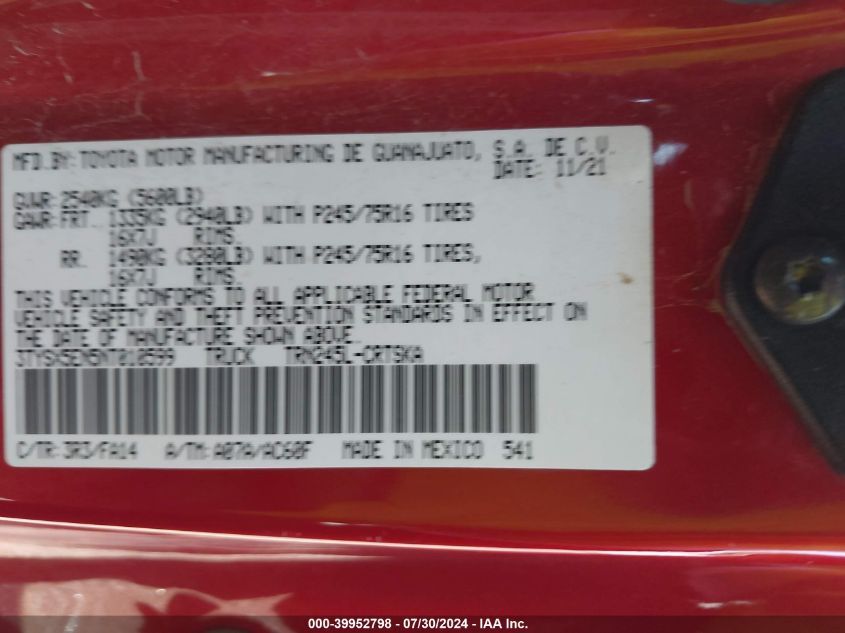 MFD.BY: TOYOTA MOTOR MANUFACTURING DE GUANAJUATO, S.A. DE C.V.
DATE: 11/21
GVWR: 2540KG (5600LB)
GAWR: FRT. 1335KG (2940LB) WITH P245/75R16 TIRES
16X7J RIMS.
RR. 1490KG (3280LB) WITH P245/75R16 TIRES,
16X7J RIMS.
THIS VEHICLE CONFORMS TO ALL APPLICABLE FEDERAL MOTOR
VEHICLE SAFETY AND THEFT PREVENTION STANDARDS IN EFFECT ON
THE DATE OF MANUFACTURE SHOWN ABOVE.
3TYSX5EN5NT010599 TRUCK TRN245L-CRTSKA
C/TR: 3R3/FA14 A/TM: A07A/AC60F MADE IN MEXICO 541
000-39952798 - 07/30/2024 - IAA Inc.